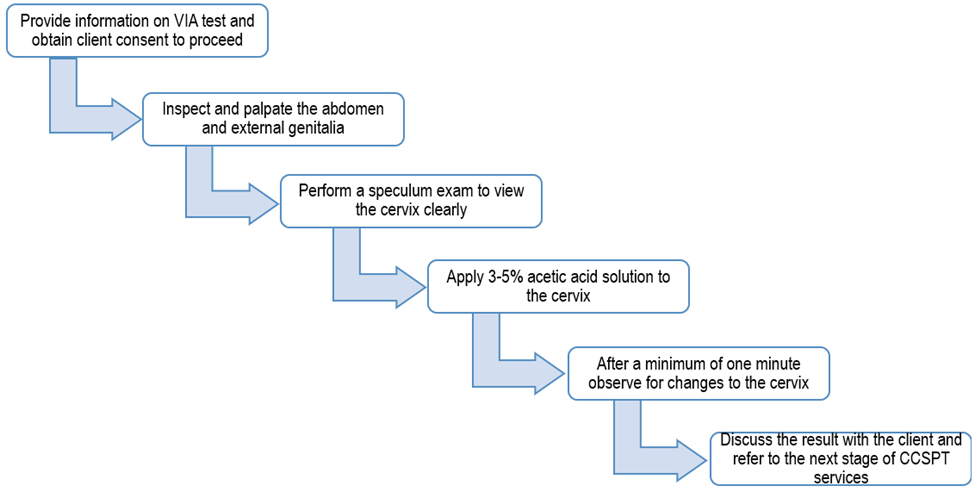 Provide information on VIA test and
obtain client consent to proceed
Inspect and palpate the abdomen
and external genitalia
Perform a speculum exam to view
the cervix clearly
Apply 3-5% acetic acid solution to
the cervix
After a minimum of one minute
observe for changes to the cervix
Discuss the result with the client and
refer to the next stage of CCSPT
services